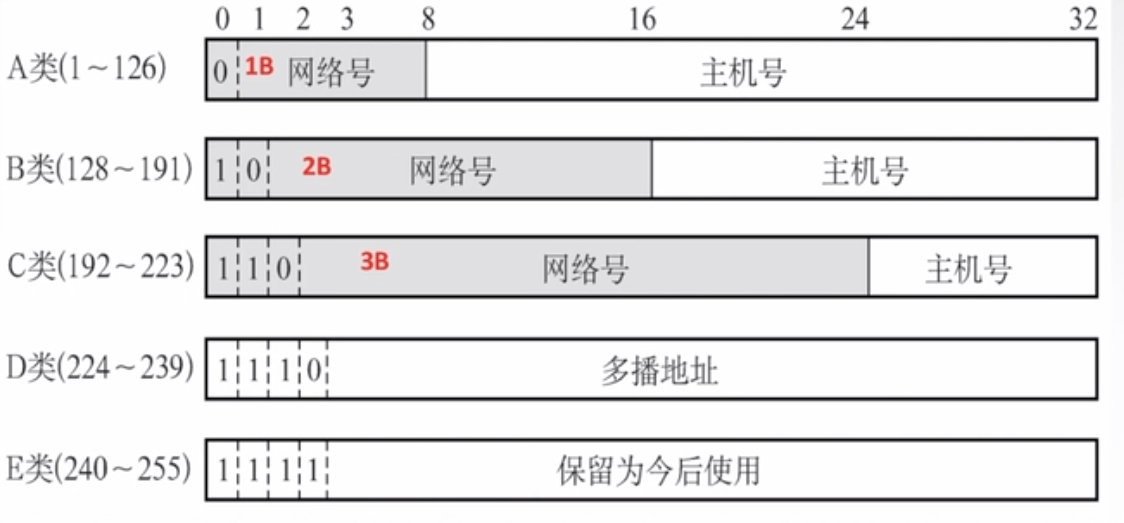 0 1 2 3 8 16 24 32
A类(1～126) 0 1B 网络号 主机号
B类(128～191) 1 0 2B 网络号 主机号
C类(192～223) 1 1 0 3B 网络号 主机号
D类(224～239) 1 1 1 0 多播地址
E类(240～255) 1 1 1 1 保留为今后使用